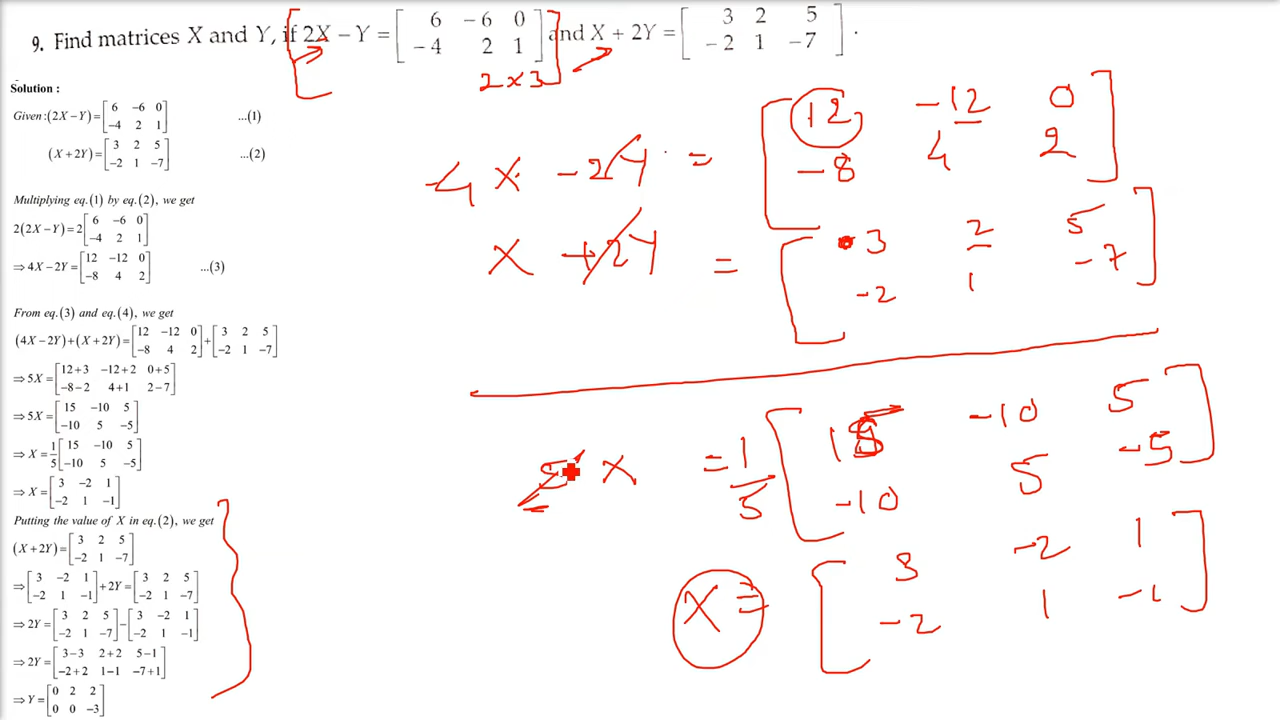 9. Find matrices X and Y, if 2X − Y = [ 6 − 6 0 ; − 4 2 1 ] and X + 2Y = [ 3 2 5 ; − 2 1 − 7 ] .
2 × 3
Solution :
Given :(2X − Y) = [ 6 −6 0 ; −4 2 1 ] ...(1)
(X + 2Y) = [ 3 2 5 ; −2 1 −7 ] ...(2)
Multiplying eq.(1) by eq.(2), we get
2(2X − Y) = 2[ 6 −6 0 ; −4 2 1 ]
⇒ 4X − 2Y = [ 12 −12 0 ; −8 4 2 ] ...(3)
From eq.(3) and eq.(4), we get
(4X − 2Y) + (X + 2Y) = [ 12 −12 0 ; −8 4 2 ] + [ 3 2 5 ; −2 1 −7 ]
⇒ 5X = [ 12+3 −12+2 0+5 ; −8−2 4+1 2−7 ]
⇒ 5X = [ 15 −10 5 ; −10 5 −5 ]
⇒ X = 1/5 [ 15 −10 5 ; −10 5 −5 ]
⇒ X = [ 3 −2 1 ; −2 1 −1 ]
Putting the value of X in eq.(2), we get
(X + 2Y) = [ 3 2 5 ; −2 1 −7 ]
⇒ [ 3 −2 1 ; −2 1 −1 ] + 2Y = [ 3 2 5 ; −2 1 −7 ]
⇒ 2Y = [ 3 2 5 ; −2 1 −7 ] − [ 3 −2 1 ; −2 1 −1 ]
⇒ 2Y = [ 3−3 2+2 5−1 ; −2+2 1−1 −7+1 ]
⇒ Y = [ 0 2 2 ; 0 0 −3 ]
4 X − 2Y = [ 12 −12 0 ; −8 4 2 ]
X + 2Y = [ 3 2 5 ; −2 1 −7 ]
5 X = 1/5 [ 15 −10 5 ; −10 5 −5 ]
X = [ 3 −2 1 ; −2 1 −1 ]